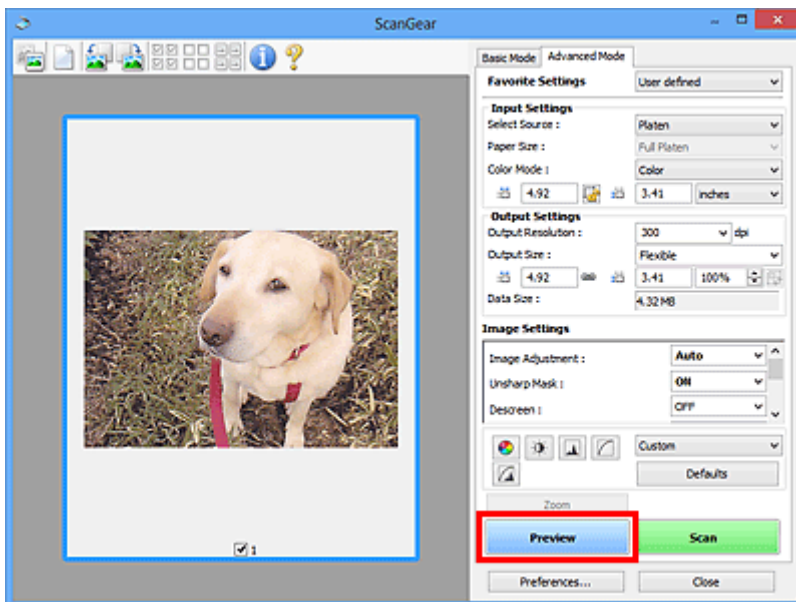 ScanGear
Basic Mode Advanced Mode
Favorite Settings User defined
Input Settings
Select Source : Platen
Paper Size : Full Platen
Color Mode : Color
4.92 3.41 inches
Output Settings
Output Resolution : 300 dpi
Output Size : Flexible
4.92 3.41 100%
Data Size : 4.32 MB
Image Settings
Image Adjustment : Auto
Unsharp Mask : ON
Descreen : OFF
Custom
Defaults
Zoom
Preview Scan
Preferences... Close
1